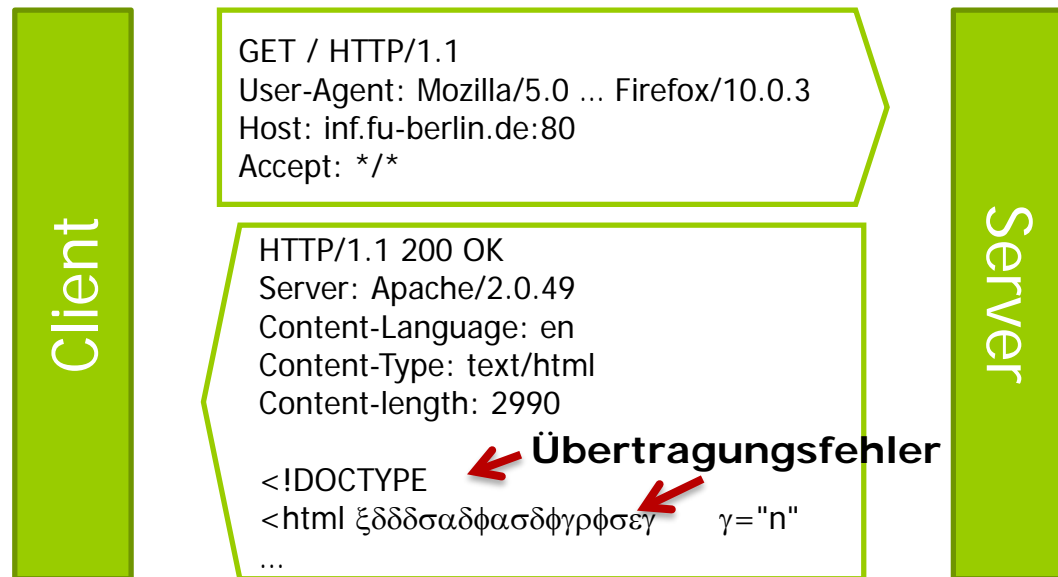 Client
GET / HTTP/1.1
User-Agent: Mozilla/5.0 ... Firefox/10.0.3
Host: inf.fu-berlin.de:80
Accept: */*
HTTP/1.1 200 OK
Server: Apache/2.0.49
Content-Language: en
Content-Type: text/html
Content-length: 2990
Übertragungsfehler
<!DOCTYPE
<html ξδδδσαδφασδφγρφσεγ γ="n"
...
Server